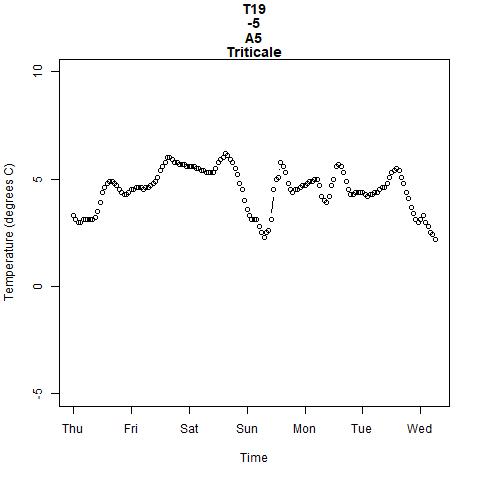 T19
-5
A5
Triticale
Temperature (degrees C)
10
5
0
-5
Thu Fri Sat Sun Mon Tue Wed
Time